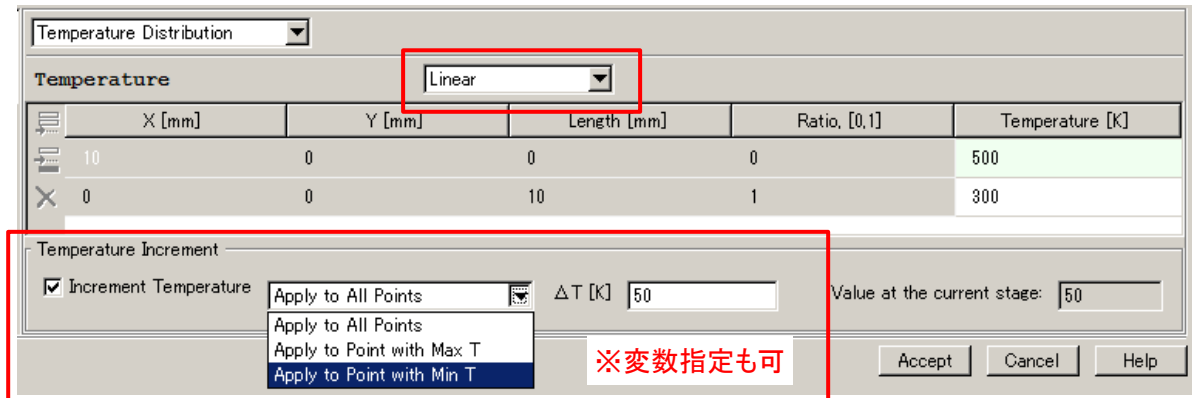 Temperature Distribution
Temperature Linear
X [mm] Y [mm] Length [mm] Ratio, [0,1] Temperature [K]
10 0 0 0 500
0 0 10 1 300
Temperature Increment
Increment Temperature Apply to All Points ΔT [K] 50 Value at the current stage: 50
Apply to All Points
Apply to Point with Max T
Apply to Point with Min T
※変数指定も可
Accept Cancel Help